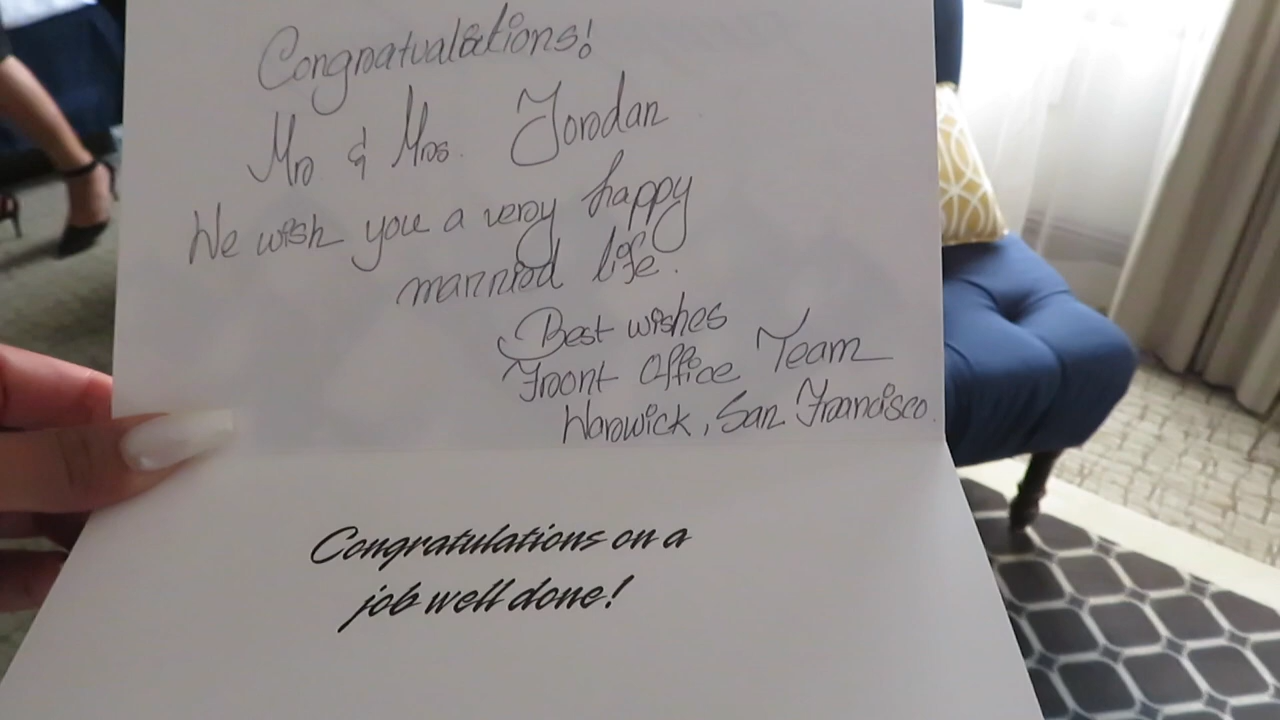 Congratulations!
Mr & Mrs. Jordan
We wish you a very happy
married life.
Best wishes
Front Office Team
Warwick, San Francisco.
Congratulations on a
job well done!